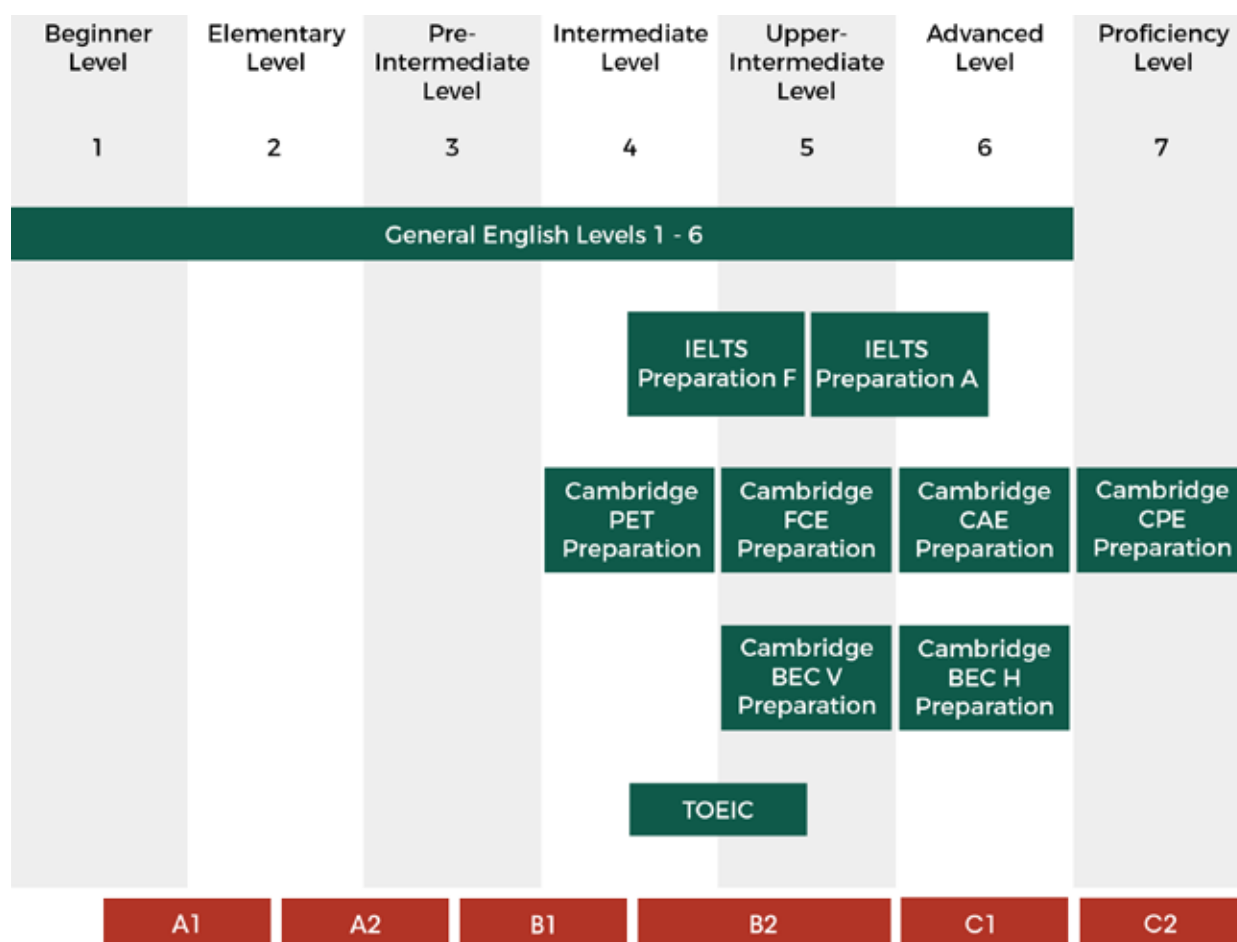 Beginner
Level
Elementary
Level
Pre-
Intermediate
Level
Intermediate
Level
Upper-
Intermediate
Level
Advanced
Level
Proficiency
Level
1
2
3
4
5
6
7
General English Levels 1 - 6
IELTS
Preparation F
IELTS
Preparation A
Cambridge
PET
Preparation
Cambridge
FCE
Preparation
Cambridge
CAE
Preparation
Cambridge
CPE
Preparation
Cambridge
BEC V
Preparation
Cambridge
BEC H
Preparation
TOEIC
A1
A2
B1
B2
C1
C2